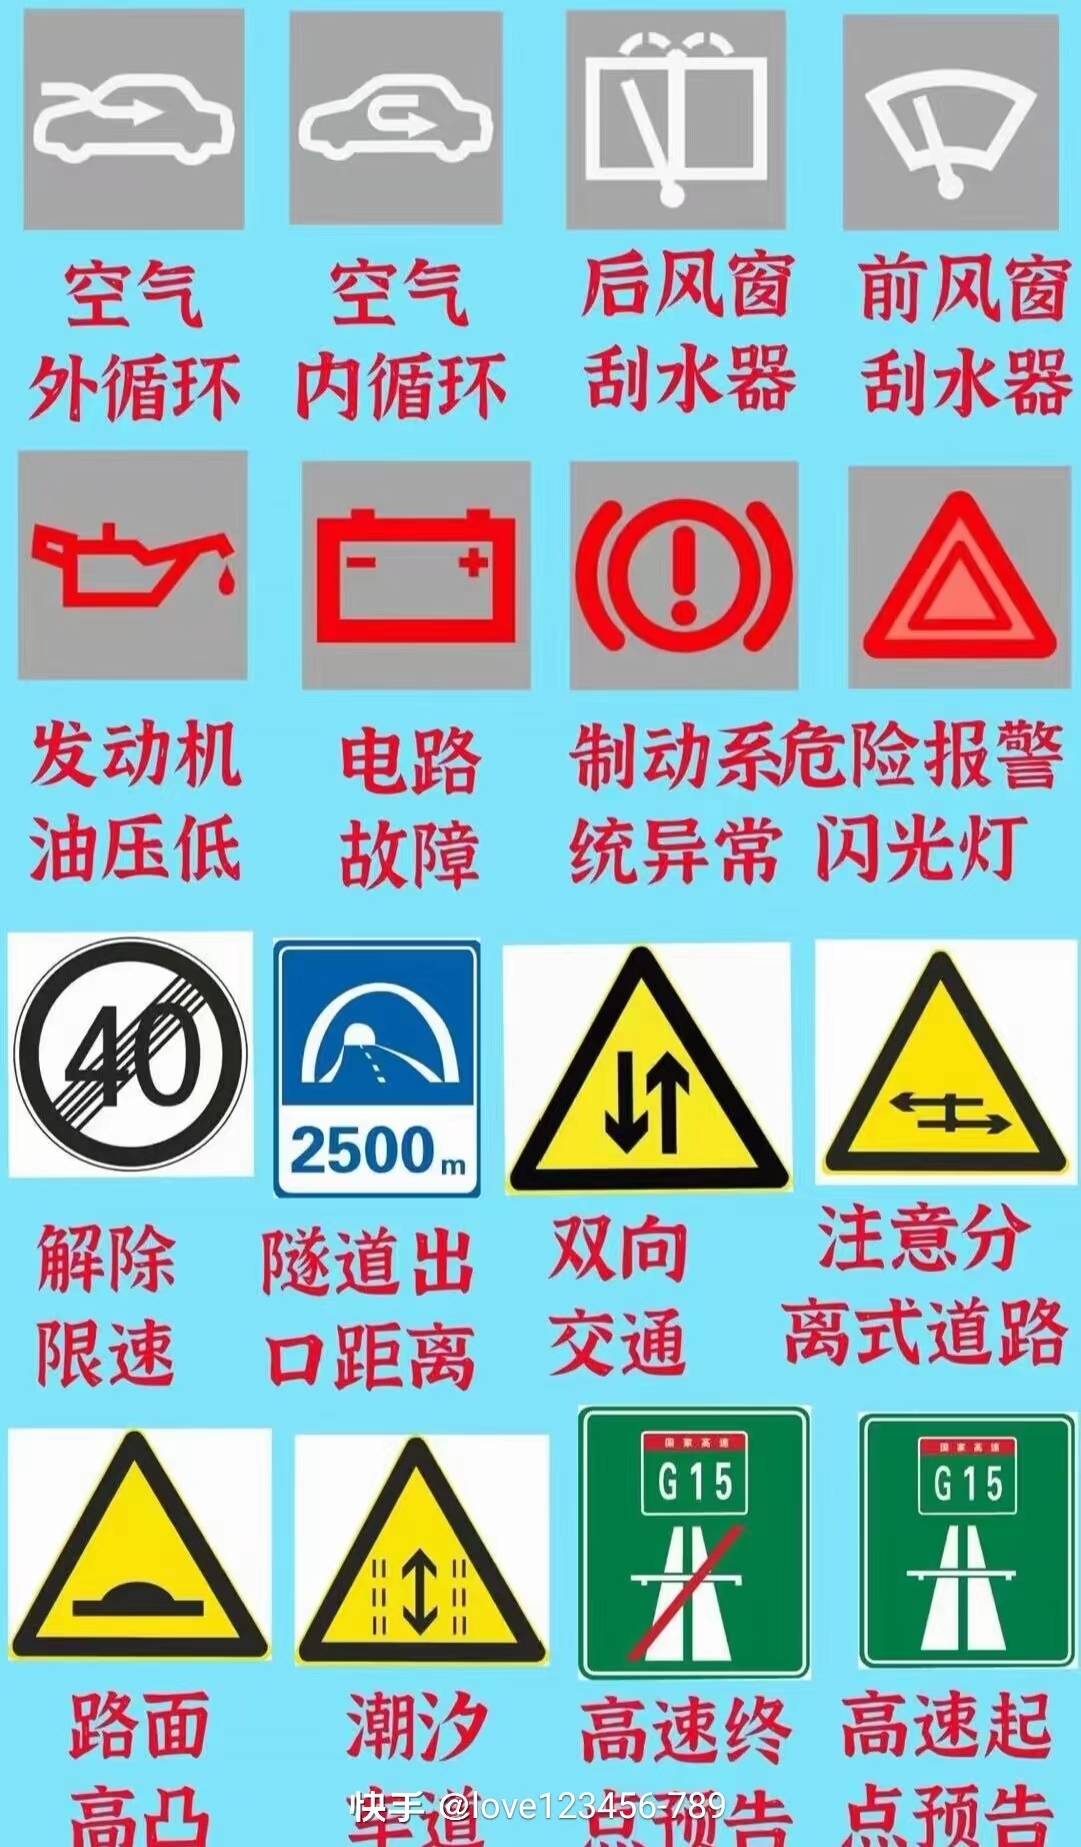 空气 空气 后风窗 前风窗
外循环 内循环 刮水器 刮水器
发动机 电路 制动系 危险报警
油压低 故障 统异常 闪光灯
40
2500 m
解除 隧道出 双向 注意分
限速 口距离 交通 离式道路
国家高速 国家高速
G15 G15
路面 潮汐 高速终 高速起
高凸 车道 点预告 点预告
快手 @love123456-789